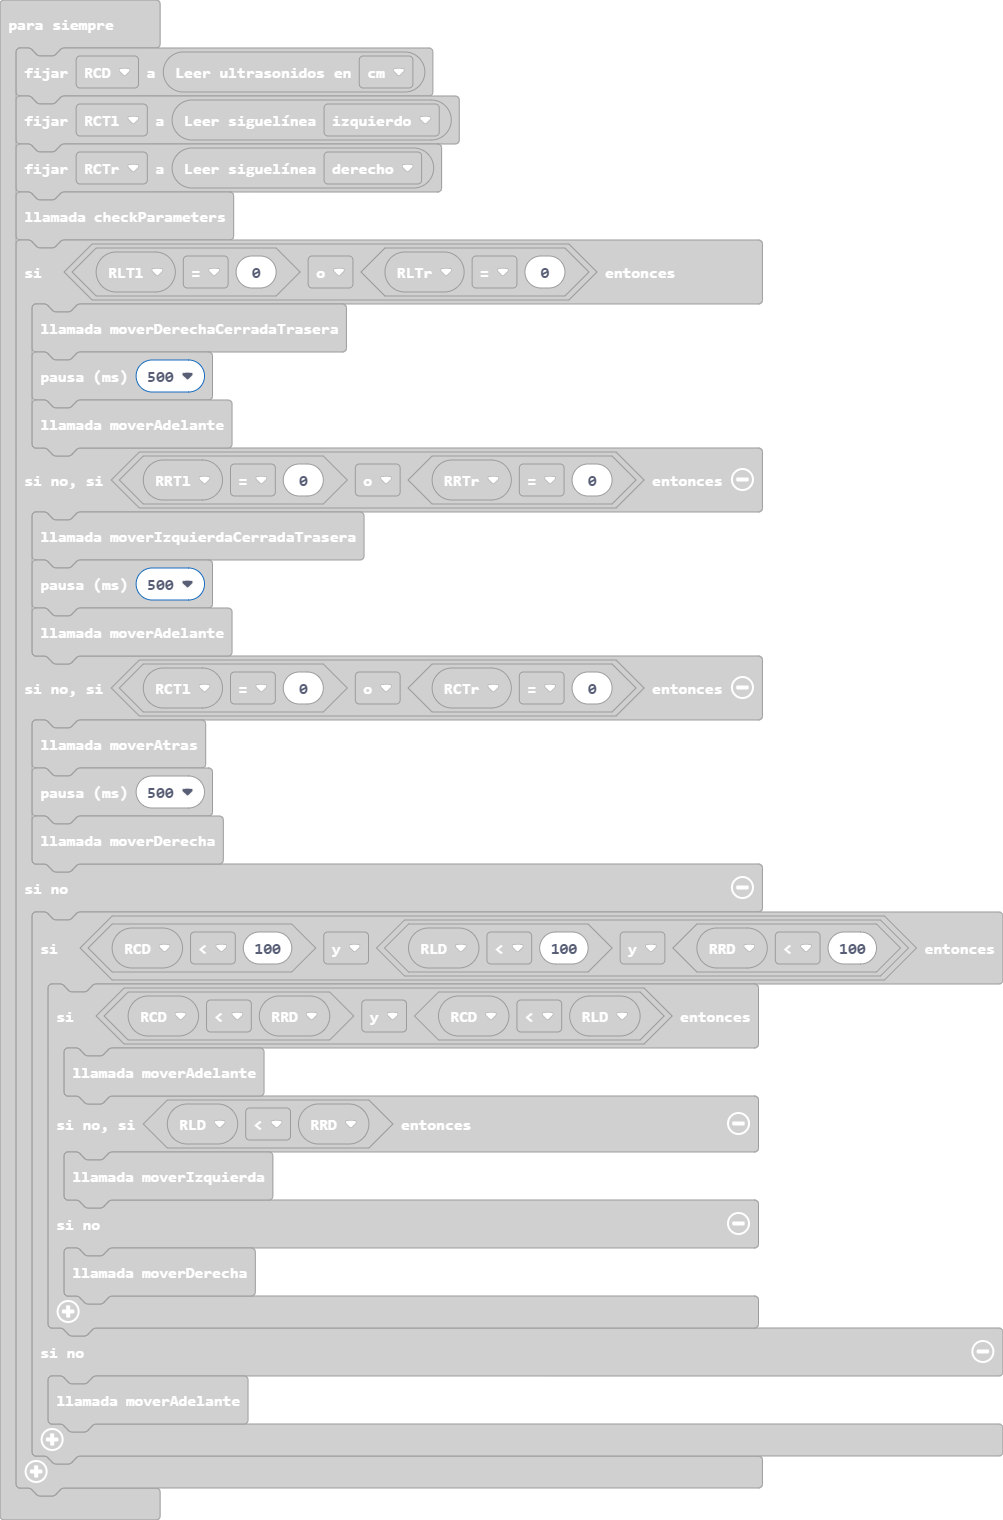 para siempre
fijar RCD a Leer ultrasonidos en cm
fijar RCTl a Leer siguelínea izquierdo
fijar RCTr a Leer siguelínea derecho
llamada checkParameters
si RLTl = 0 o RLTr = 0 entonces
llamada moverDerechaCerradaTrasera
pausa (ms) 500
llamada moverAdelante
si no, si RRTl = 0 o RRTr = 0 entonces
llamada moverIzquierdaCerradaTrasera
pausa (ms) 500
llamada moverAdelante
si no, si RCTl = 0 o RCTr = 0 entonces
llamada moverAtras
pausa (ms) 500
llamada moverDerecha
si no
si RCD < 100 y RLD < 100 y RRD < 100 entonces
si RCD < RRD y RCD < RLD entonces
llamada moverAdelante
si no, si RLD < RRD entonces
llamada moverIzquierda
si no
llamada moverDerecha
si no
llamada moverAdelante